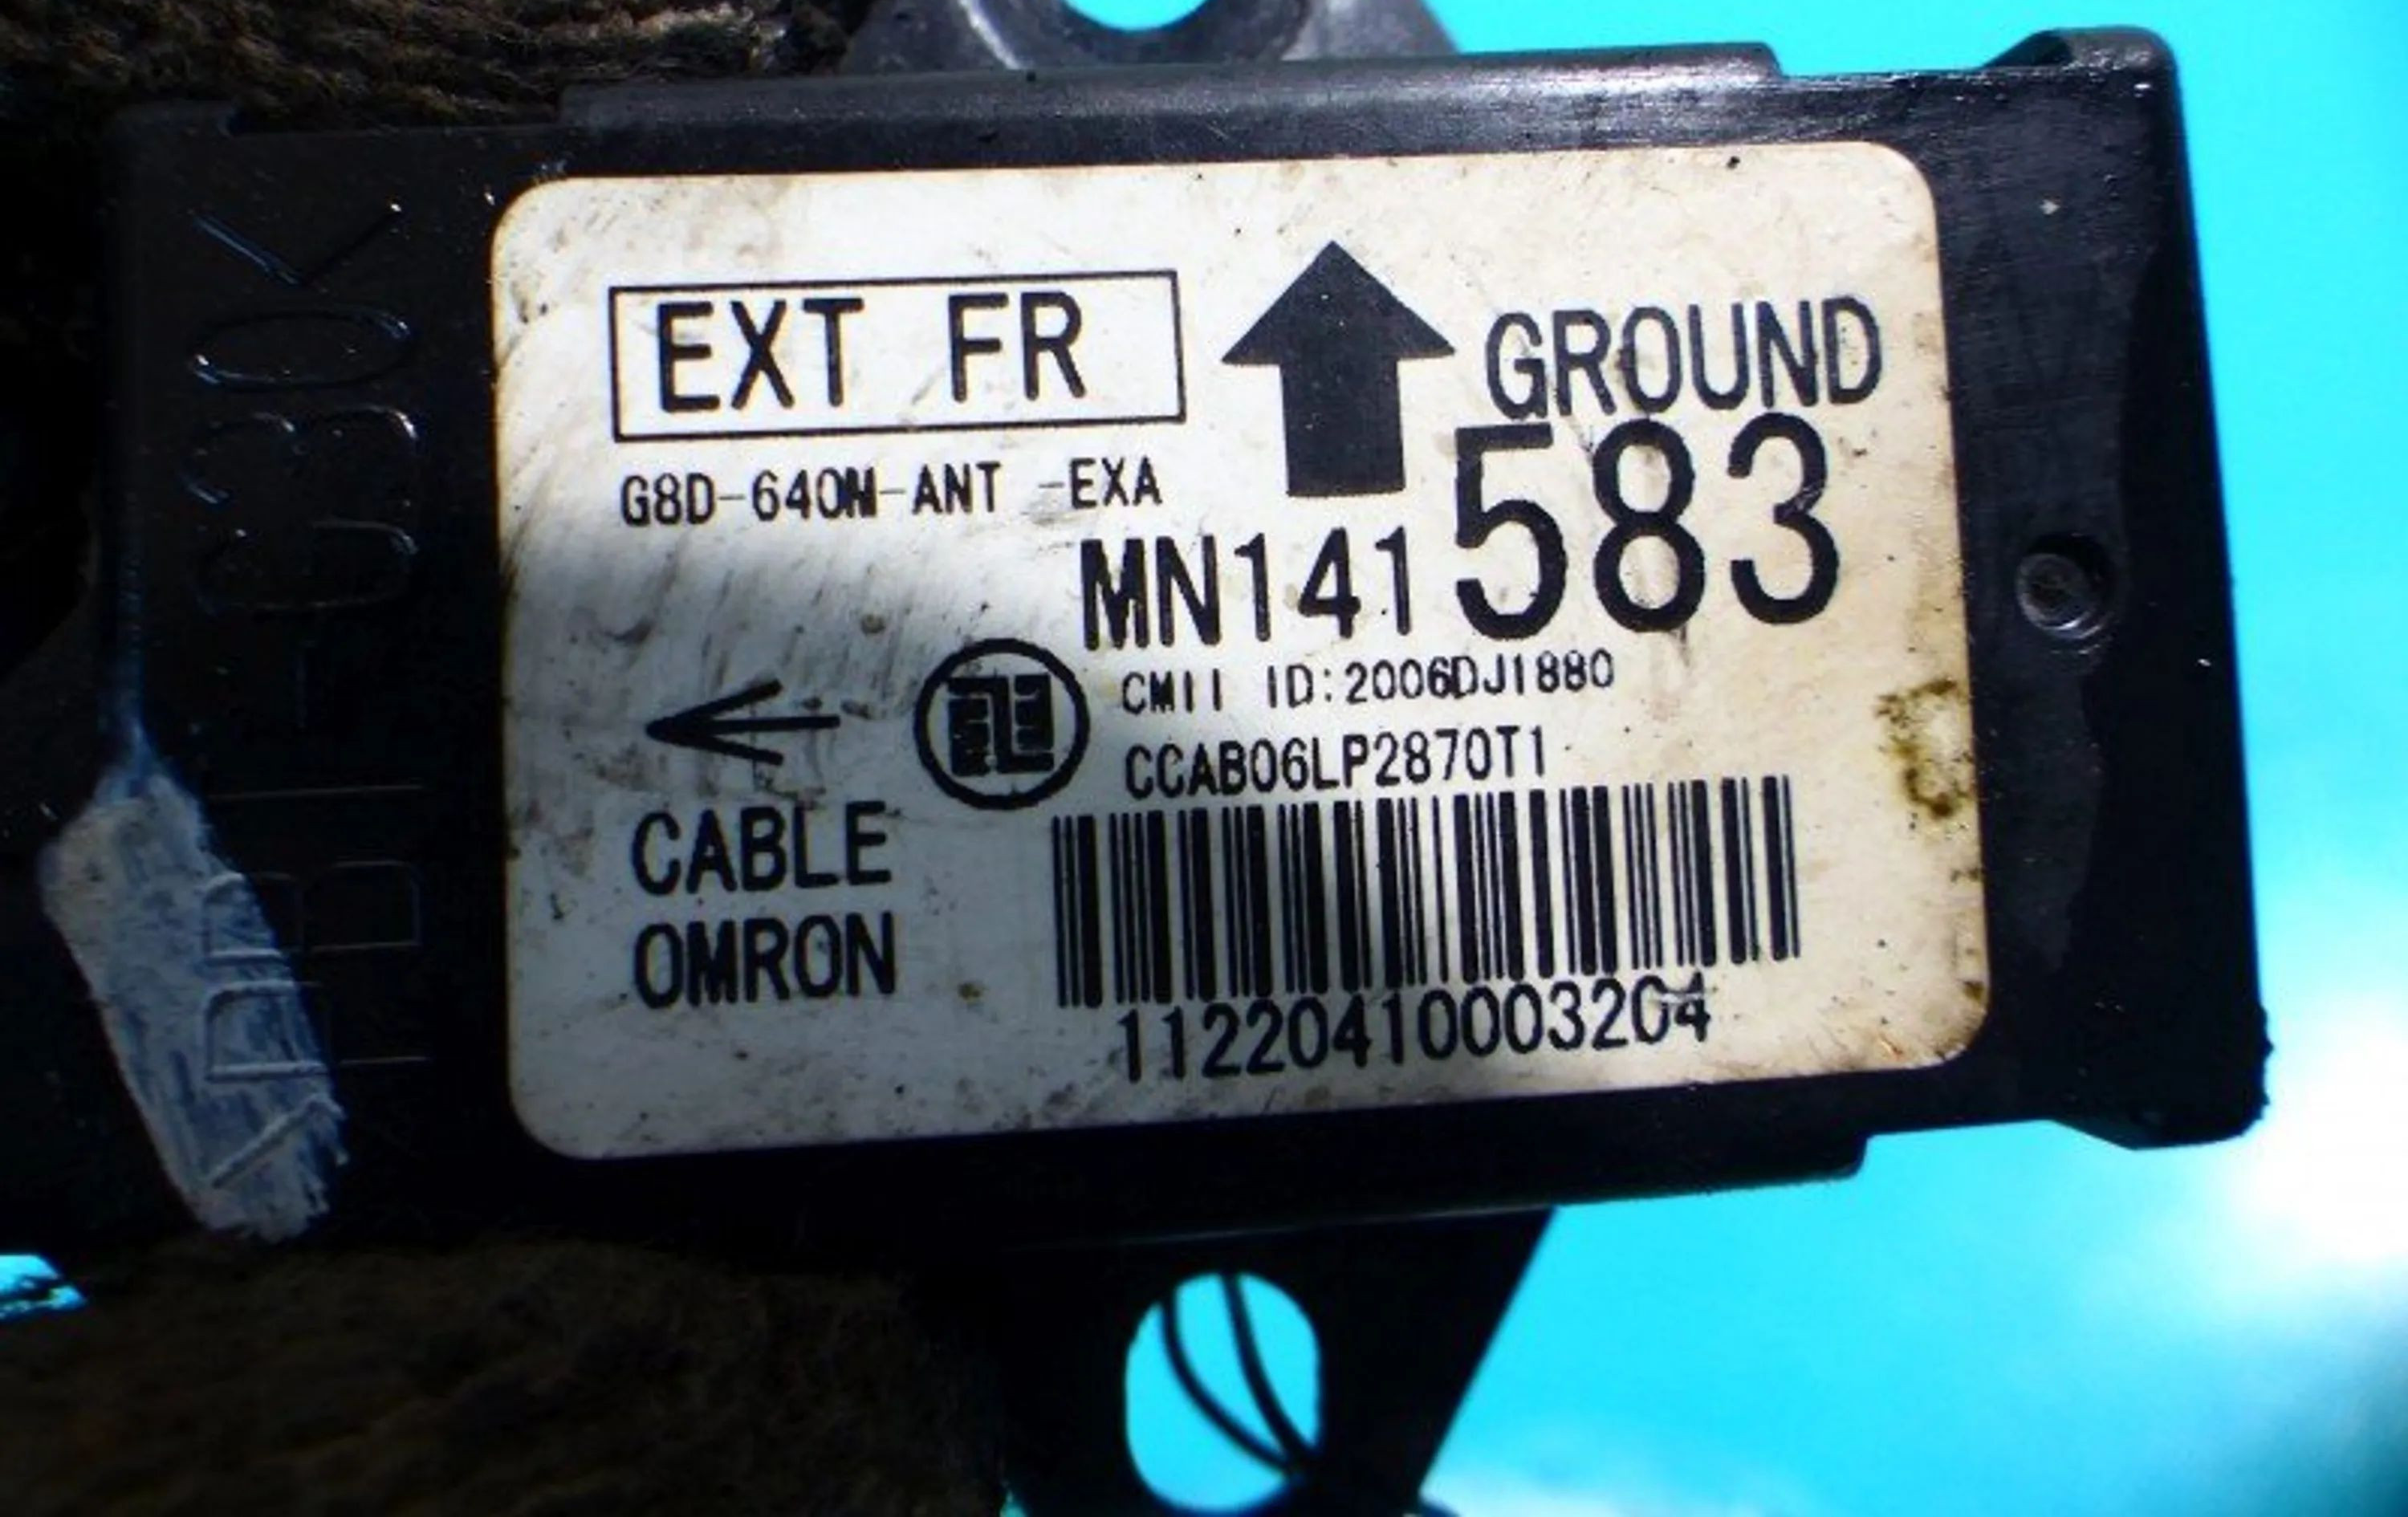 EXT FR
GROUND
G8D-640N-ANT -EXA
MN141583
CMII ID:2006DJ1880
CCAB06LP2870T1
CABLE
OMRON
11220410003204